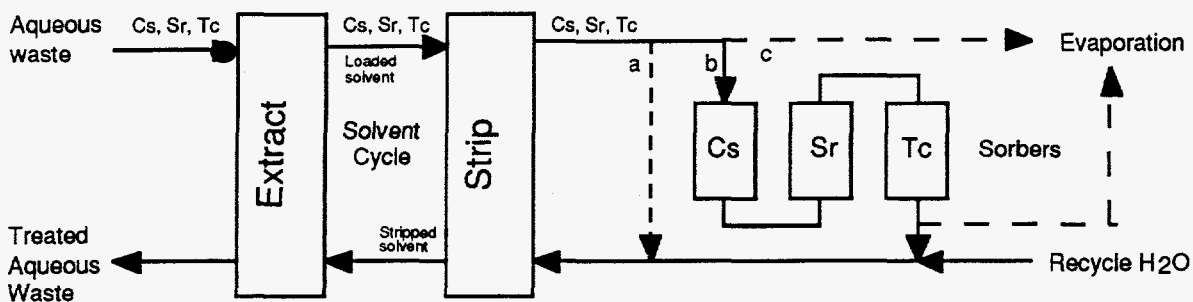 Aqueous
waste
Cs, Sr, Tc
Cs, Sr, Tc
Cs, Sr, Tc
Loaded
solvent
a
b
c
Evaporation
Extract
Solvent
Cycle
Strip
Cs
Sr
Tc
Sorbers
Treated
Aqueous
Waste
Stripped
solvent
Recycle H2O